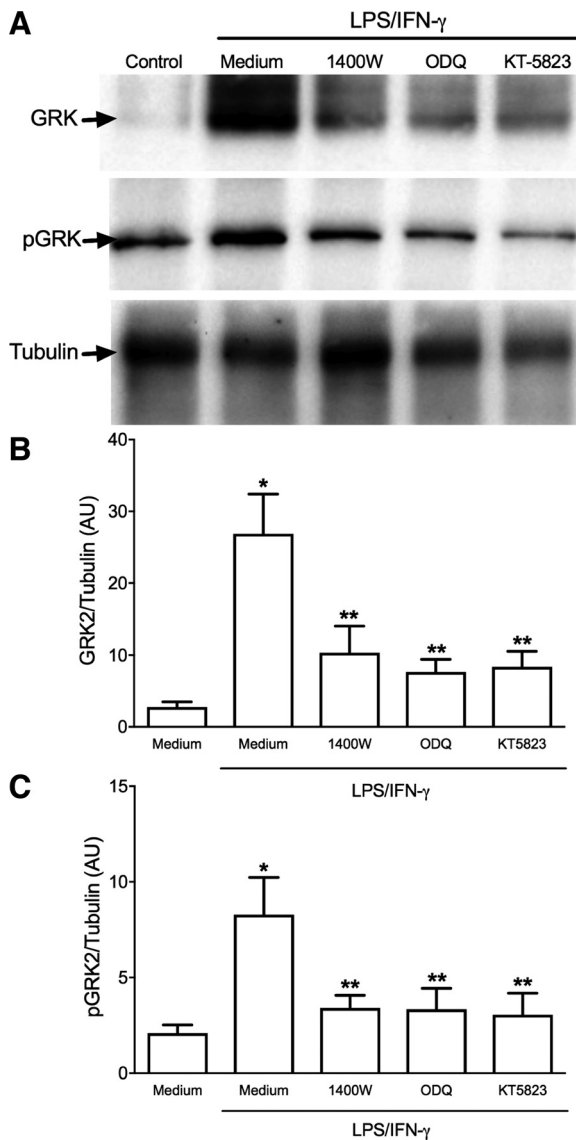 A
LPS/IFN-γ
Control Medium 1400W ODQ KT-5823
GRK
pGRK
Tubulin
B
GRK2/Tubulin (AU)
40
30
20
10
0
*
**
**
**
Medium Medium 1400W ODQ KT5823
LPS/IFN-γ
C
pGRK2/Tubulin (AU)
15
10
5
0
*
**
**
**
Medium Medium 1400W ODQ KT5823
LPS/IFN-γ